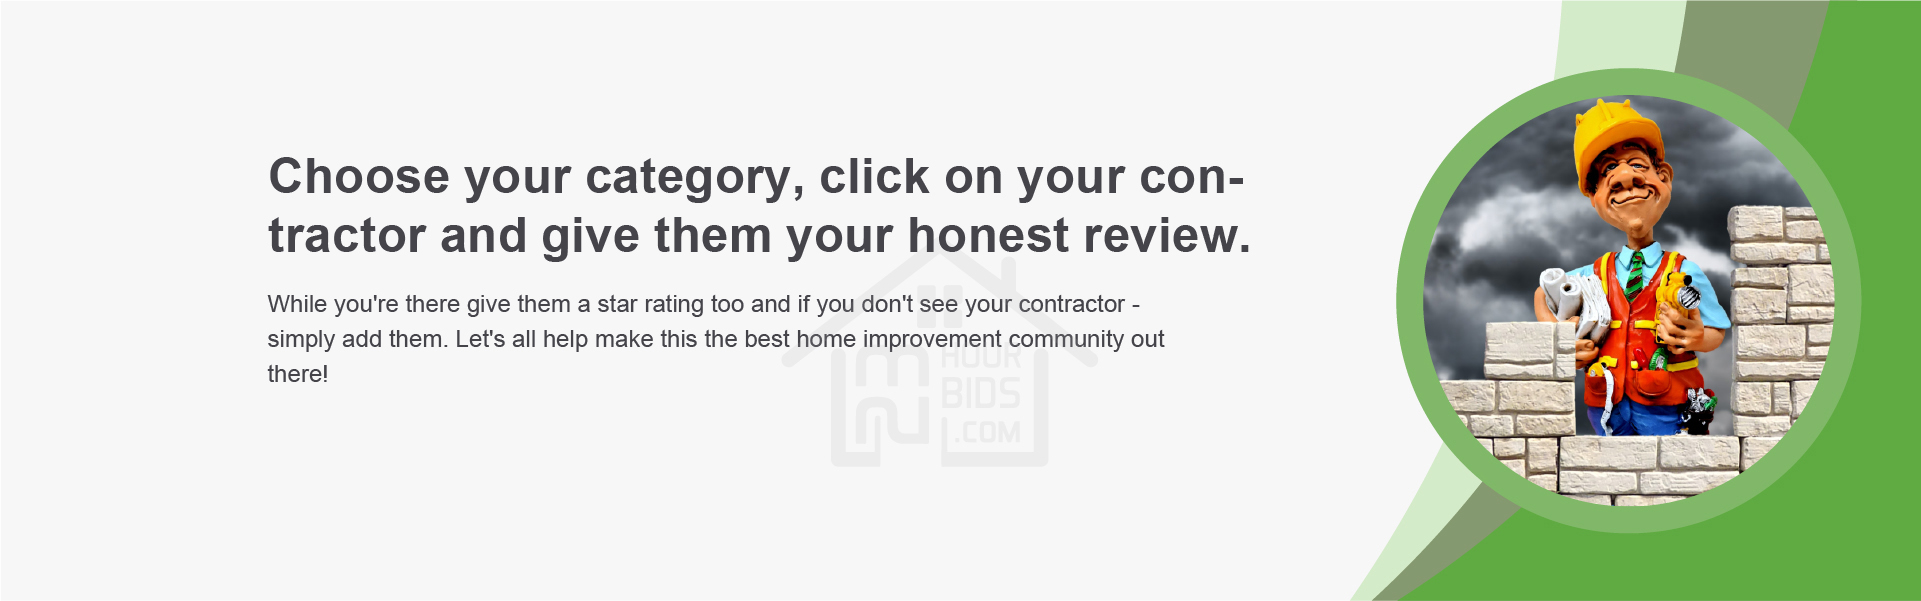 Choose your category, click on your con-
tractor and give them your honest review.
While you're there give them a star rating too and if you don't see your contractor -
simply add them. Let's all help make this the best home improvement community out
there!
HOUR
BIDS
.COM